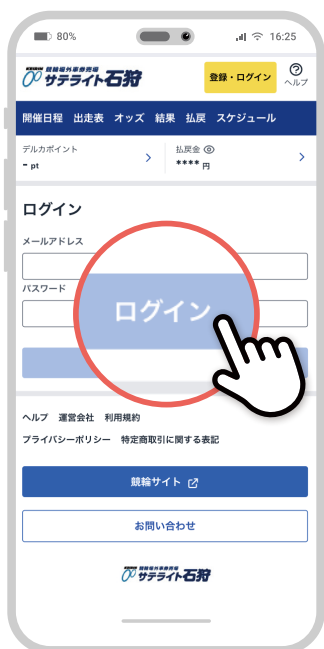 80%
16:25
競輪場外車券売場
サテライト石狩
登録・ログイン
ヘルプ
開催日程 出走表 オッズ 結果 払戻 スケジュール
デルカポイント
- pt
払戻金
**** 円
ログイン
メールアドレス
パスワード
ログイン
ヘルプ 運営会社 利用規約
プライバシーポリシー 特定商取引に関する表記
競輪サイト
お問い合わせ
競輪場外車券売場
サテライト石狩